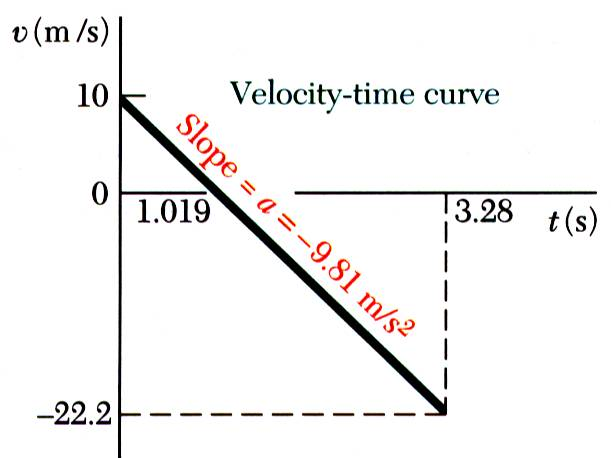 v (m/s)
10
Velocity-time curve
Slope = a = −9.81 m/s²
0
1.019
3.28
t (s)
−22.2